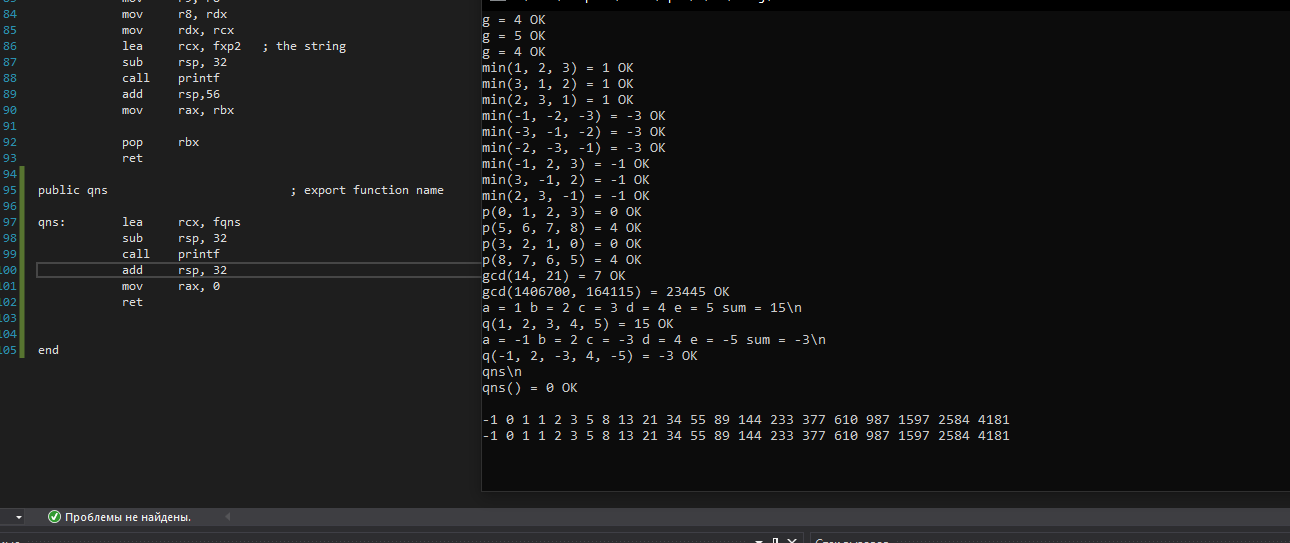 84 mov r8, rdx
85 mov rdx, rcx
86 lea rcx, fxp2 ; the string
87 sub rsp, 32
88 call printf
89 add rsp,56
90 mov rax, rbx
91
92 pop rbx
93 ret
94
95 public qns ; export function name
96
97 qns: lea rcx, fqns
98 sub rsp, 32
99 call printf
100 add rsp, 32
101 mov rax, 0
102 ret
103
104
105 end
g = 4 OK
g = 5 OK
g = 4 OK
min(1, 2, 3) = 1 OK
min(3, 1, 2) = 1 OK
min(2, 3, 1) = 1 OK
min(-1, -2, -3) = -3 OK
min(-3, -1, -2) = -3 OK
min(-2, -3, -1) = -3 OK
min(-1, 2, 3) = -1 OK
min(3, -1, 2) = -1 OK
min(2, 3, -1) = -1 OK
p(0, 1, 2, 3) = 0 OK
p(5, 6, 7, 8) = 4 OK
p(3, 2, 1, 0) = 0 OK
p(8, 7, 6, 5) = 4 OK
gcd(14, 21) = 7 OK
gcd(1406700, 164115) = 23445 OK
a = 1 b = 2 c = 3 d = 4 e = 5 sum = 15\n
q(1, 2, 3, 4, 5) = 15 OK
a = -1 b = 2 c = -3 d = 4 e = -5 sum = -3\n
q(-1, 2, -3, 4, -5) = -3 OK
qns\n
qns() = 0 OK
-1 0 1 1 2 3 5 8 13 21 34 55 89 144 233 377 610 987 1597 2584 4181
-1 0 1 1 2 3 5 8 13 21 34 55 89 144 233 377 610 987 1597 2584 4181
Проблемы не найдены.